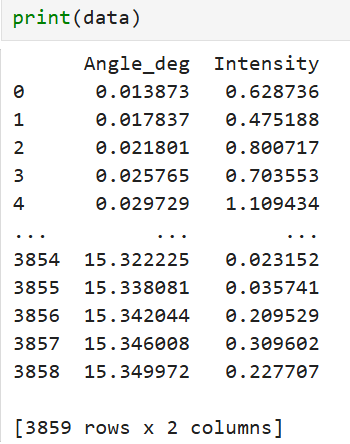 print(data)
Angle_deg Intensity
0 0.013873 0.628736
1 0.017837 0.475188
2 0.021801 0.800717
3 0.025765 0.703553
4 0.029729 1.109434
... ... ...
3854 15.322225 0.023152
3855 15.338081 0.035741
3856 15.342044 0.209529
3857 15.346008 0.309602
3858 15.349972 0.227707
[3859 rows x 2 columns]